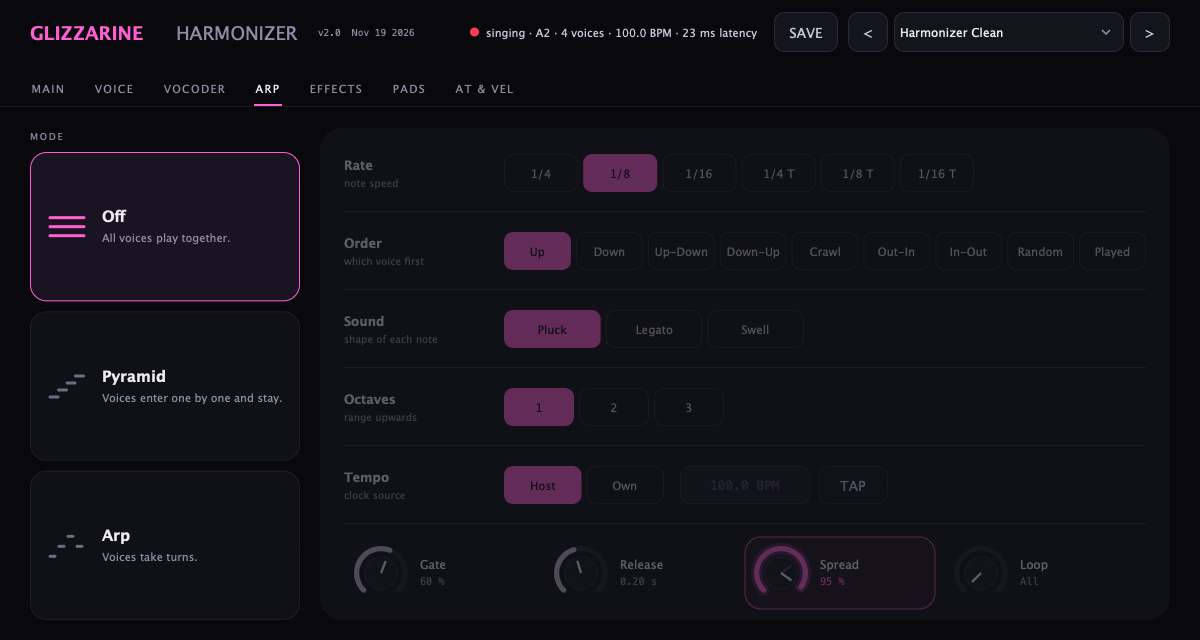 GLIZZARINE HARMONIZER v2.0 Nov 19 2026 singing · A2 · 4 voices · 100.0 BPM · 23 ms latency SAVE < Harmonizer Clean >
MAIN VOICE VOCODER ARP EFFECTS PADS AT & VEL
MODE
Off
All voices play together.
Pyramid
Voices enter one by one and stay.
Arp
Voices take turns.
Rate
note speed
1/4 1/8 1/16 1/4 T 1/8 T 1/16 T
Order
which voice first
Up Down Up-Down Down-Up Crawl Out-In In-Out Random Played
Sound
shape of each note
Pluck Legato Swell
Octaves
range upwards
1 2 3
Tempo
clock source
Host Own 100.0 BPM TAP
Gate
60 %
Release
0.20 s
Spread
95 %
Loop
All